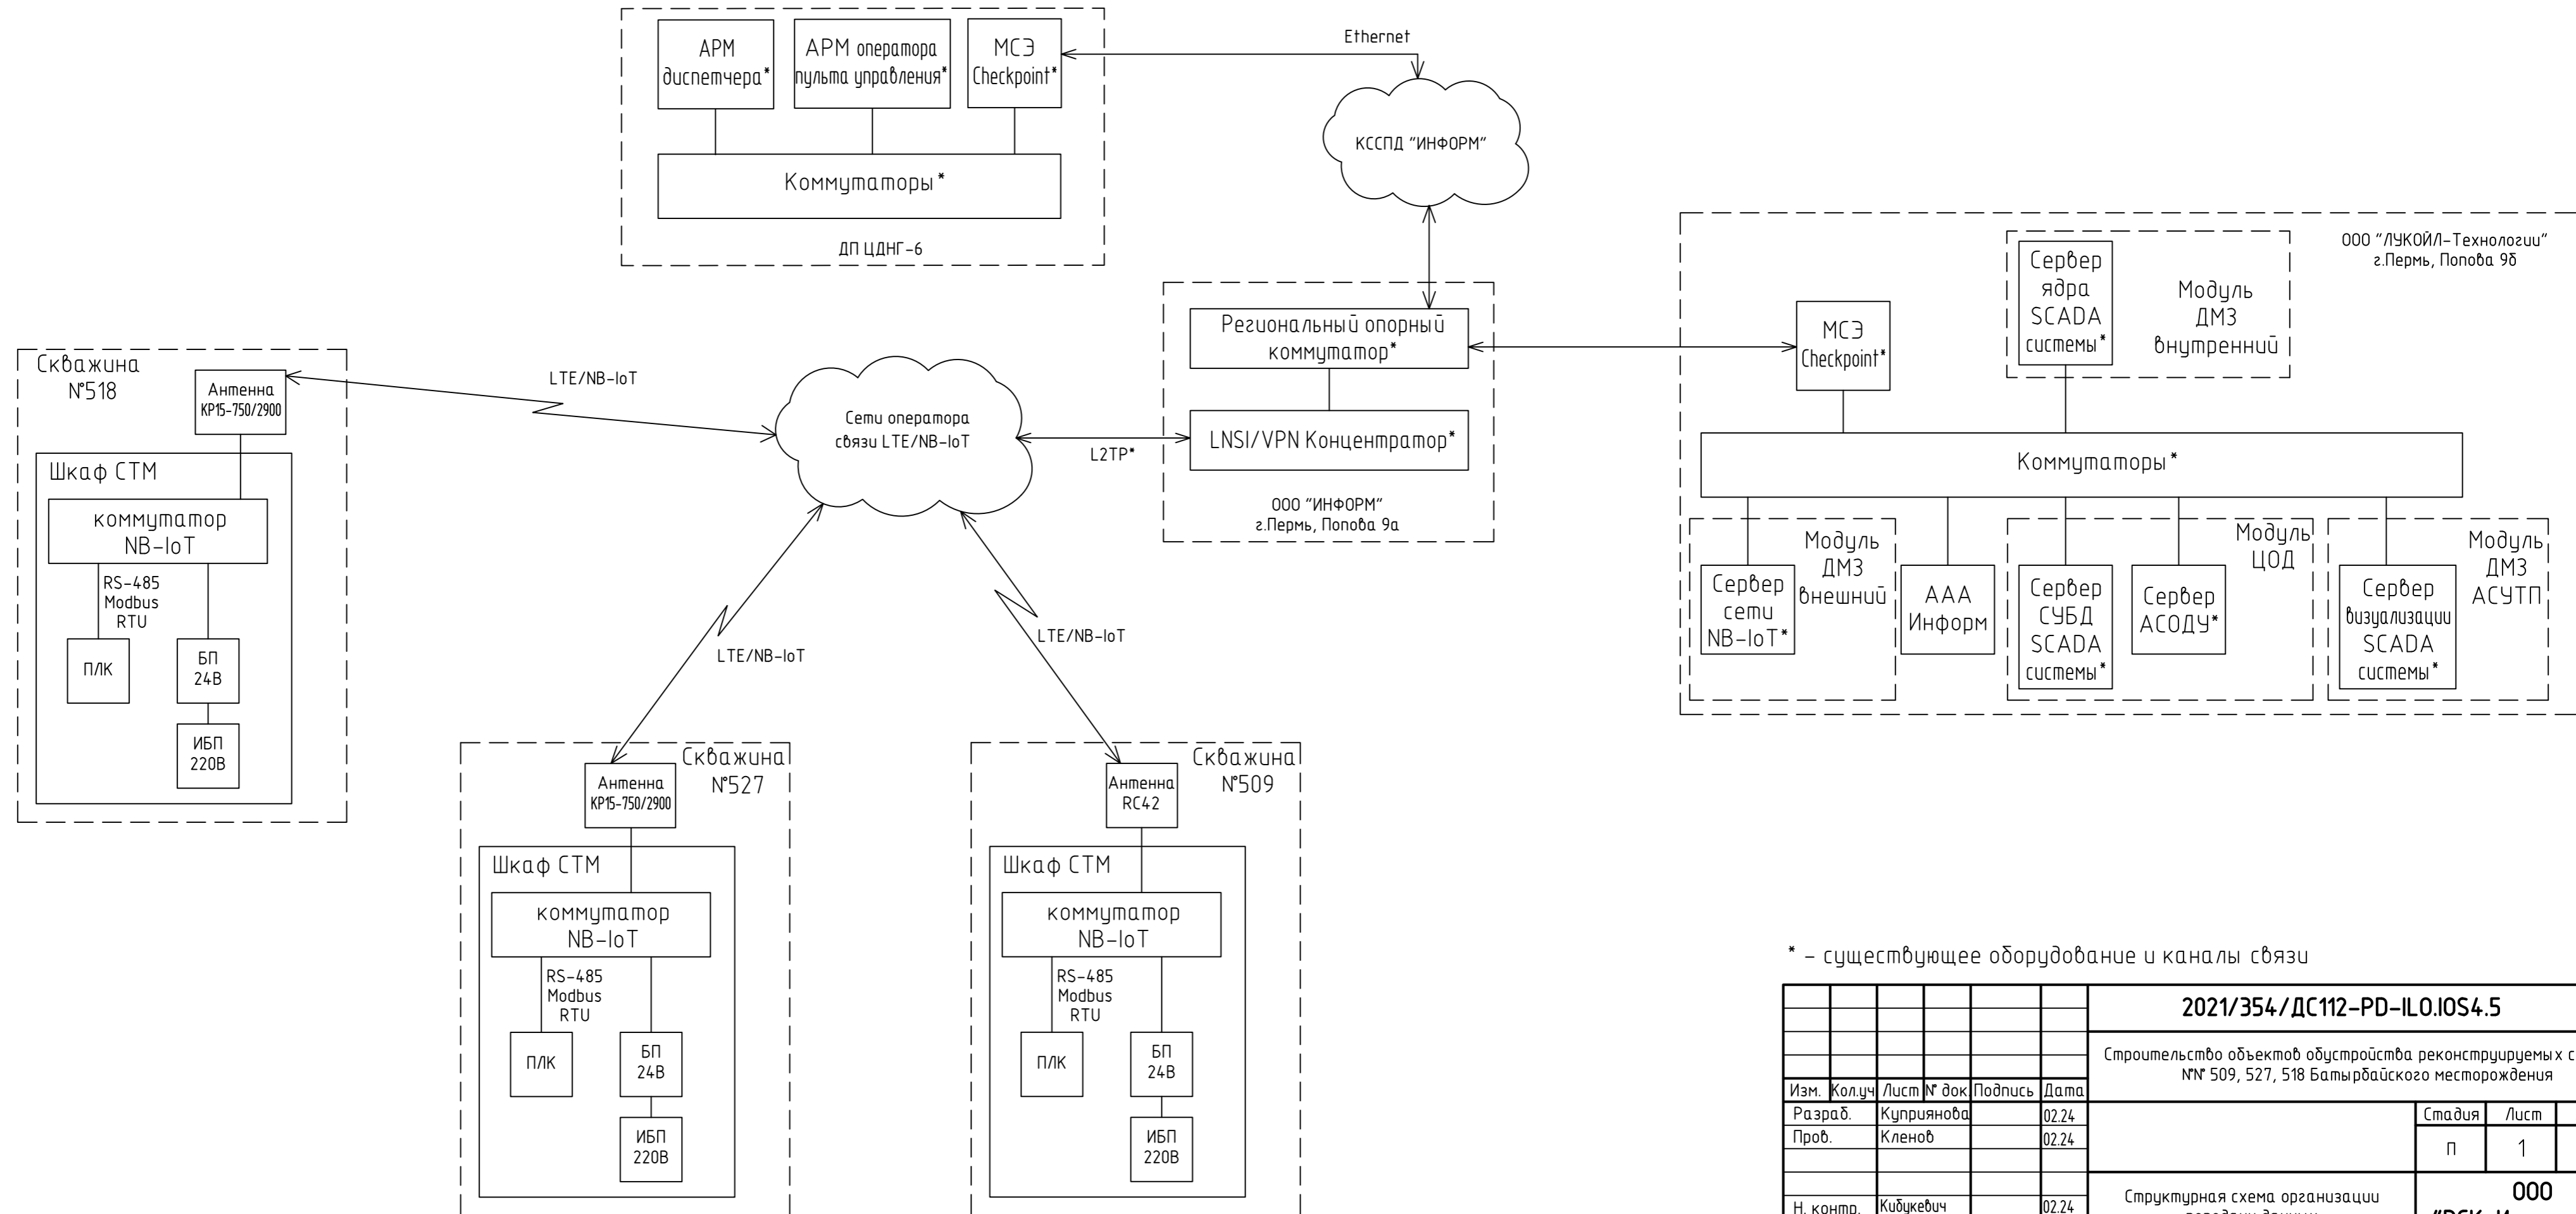 АРМ
диспетчера*
АРМ оператора
пульта управления*
МСЭ
Checkpoint*
Коммутаторы*
ДП ЦДНГ-6
Ethernet
КССПД "ИНФОРМ"
Региональный опорный
коммутатор*
LNSI/VPN Концентратор*
ООО "ИНФОРМ"
г.Пермь, Попова 9а
L2TP*
Сети оператора
связи LTE/NB-IoT
LTE/NB-IoT
LTE/NB-IoT
LTE/NB-IoT
ООО "ЛУКОЙЛ-Технологии"
г.Пермь, Попова 9б
Сервер
ядра
SCADA
системы*
Модуль
ДМЗ
внутренний
МСЭ
Checkpoint*
Коммутаторы*
Модуль
ДМЗ
внешний
Сервер
сети
NB-IoT*
ААА
Информ
Модуль
ЦОД
Сервер
СУБД
SCADA
системы*
Сервер
АСОДУ*
Модуль
ДМЗ
АСУТП
Сервер
визуализации
SCADA
системы*
Скважина
№518
Антенна
КР15-750/2900
Шкаф СТМ
коммутатор
NB-IoT
RS-485
Modbus
RTU
ПЛК
БП
24В
ИБП
220В
Скважина
№527
Антенна
КР15-750/2900
Шкаф СТМ
коммутатор
NB-IoT
RS-485
Modbus
RTU
ПЛК
БП
24В
ИБП
220В
Скважина
№509
Антенна
RC42
Шкаф СТМ
коммутатор
NB-IoT
RS-485
Modbus
RTU
ПЛК
БП
24В
ИБП
220В
* – существующее оборудование и каналы связи
2021/354/ДС112-PD-ILO.IOS4.5
Строительство объектов обустройства реконструируемых с
№№ 509, 527, 518 Батырбайского месторождения
Изм. Кол.уч Лист № док. Подпись Дата
Разраб. Куприянова 02.24
Пров. Кленов 02.24
Н. контр. Кибукевич 02.24
Стадия Лист
П 1
Структурная схема организации
ООО